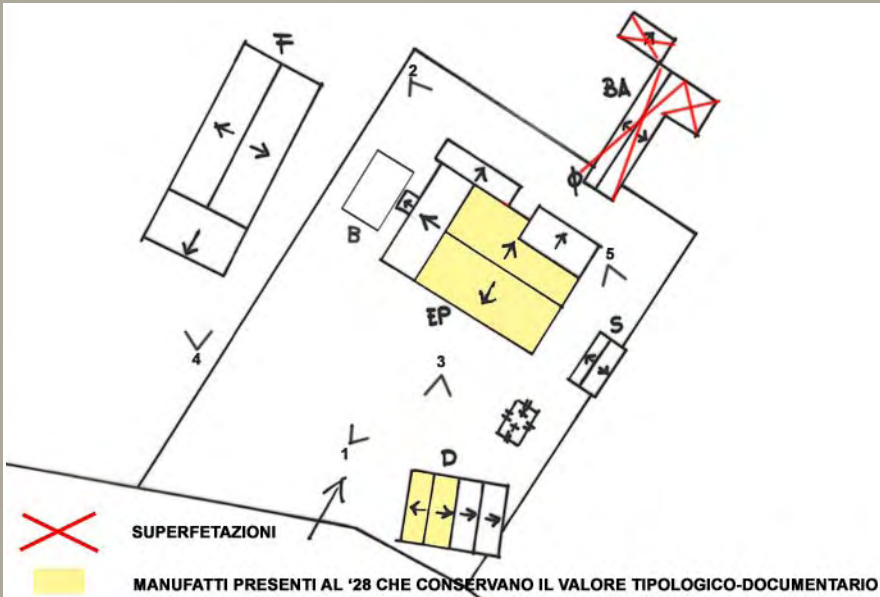 F
2
BA
φ
B
5
EP
S
4
3
1
D
SUPERFETAZIONI
MANUFATTI PRESENTI AL '28 CHE CONSERVANO IL VALORE TIPOLOGICO-DOCUMENTARIO